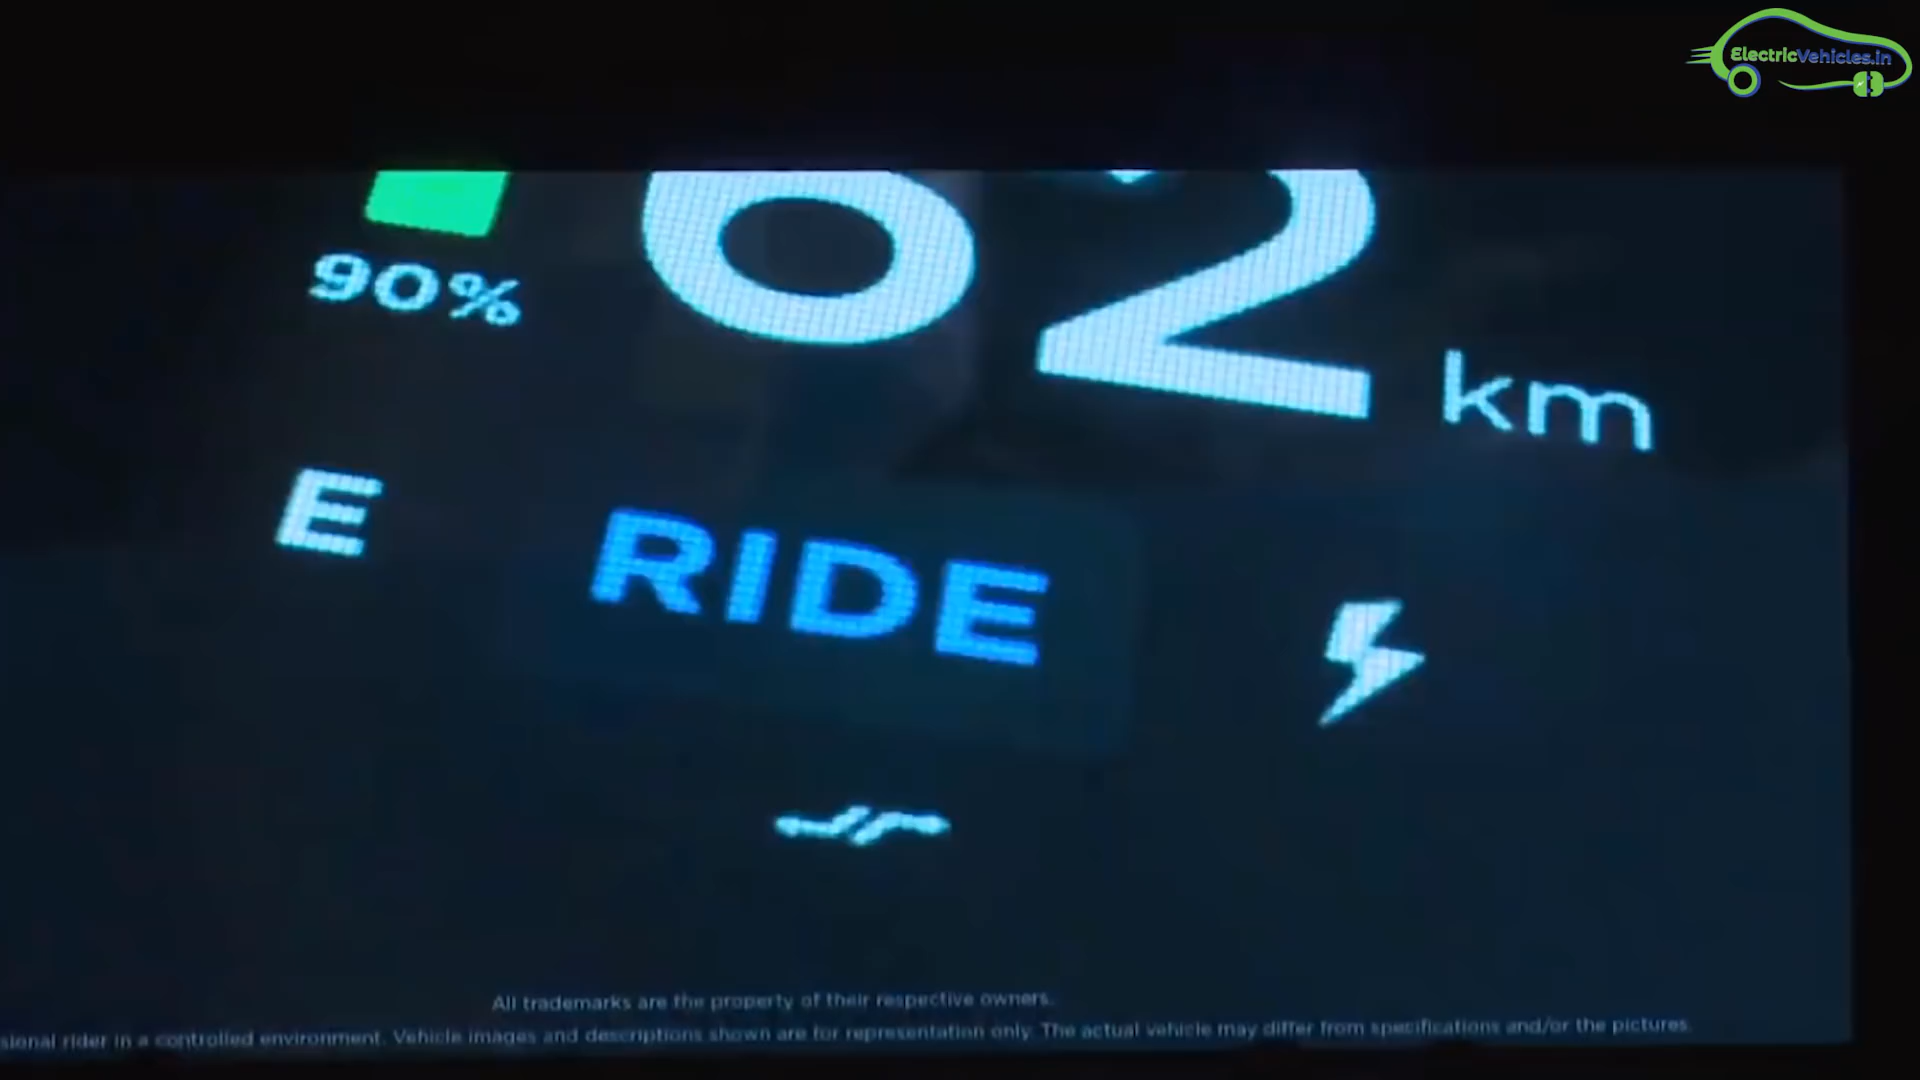 ElectricVehicles.in
90%
62 km
E
RIDE
All trademarks are the property of their respective owners.
sional rider in a controlled environment. Vehicle images and descriptions shown are for representation only. The actual vehicle may differ from specifications and/or the pictures.